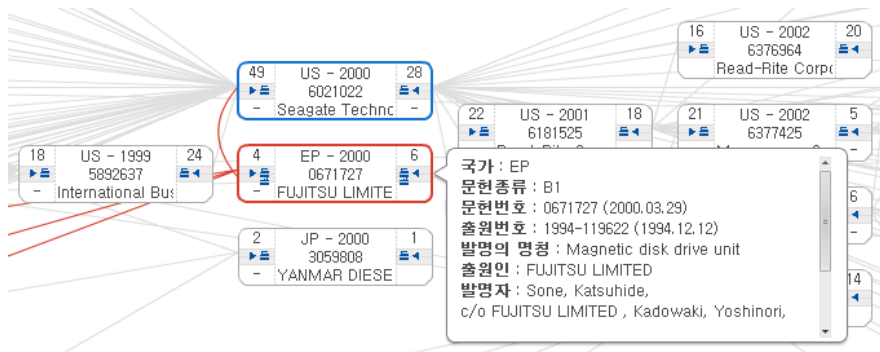 16 US - 2002 20
6376964
Read-Rite Corpo
49 US - 2000 28
6021022
- Seagate Techno -
22 US - 2001 18
6181525
21 US - 2002 5
6377425
18 US - 1999 24
5892637
- International Bus -
4 EP - 2000 6
0671727
- FUJITSU LIMITE -
2 JP - 2000 1
3059808
- YANMAR DIESE -
국가 : EP
문헌종류 : B1
문헌번호 : 0671727 (2000.03.29)
출원번호 : 1994-119622 (1994.12.12)
발명의 명칭 : Magnetic disk drive unit
출원인 : FUJITSU LIMITED
발명자 : Sone, Katsuhide,
c/o FUJITSU LIMITED , Kadowaki, Yoshinori,
6
14